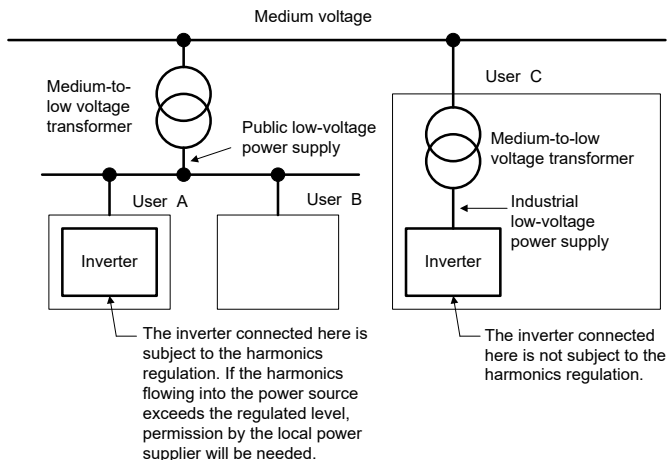 Medium voltage
Medium-to-
low voltage
transformer
Public low-voltage
power supply
User A
User B
Inverter
The inverter connected here is
subject to the harmonics
regulation. If the harmonics
flowing into the power source
exceeds the regulated level,
permission by the local power
supplier will be needed.
User C
Medium-to-low
voltage transformer
Industrial
low-voltage
power supply
Inverter
The inverter connected
here is not subject to the
harmonics regulation.